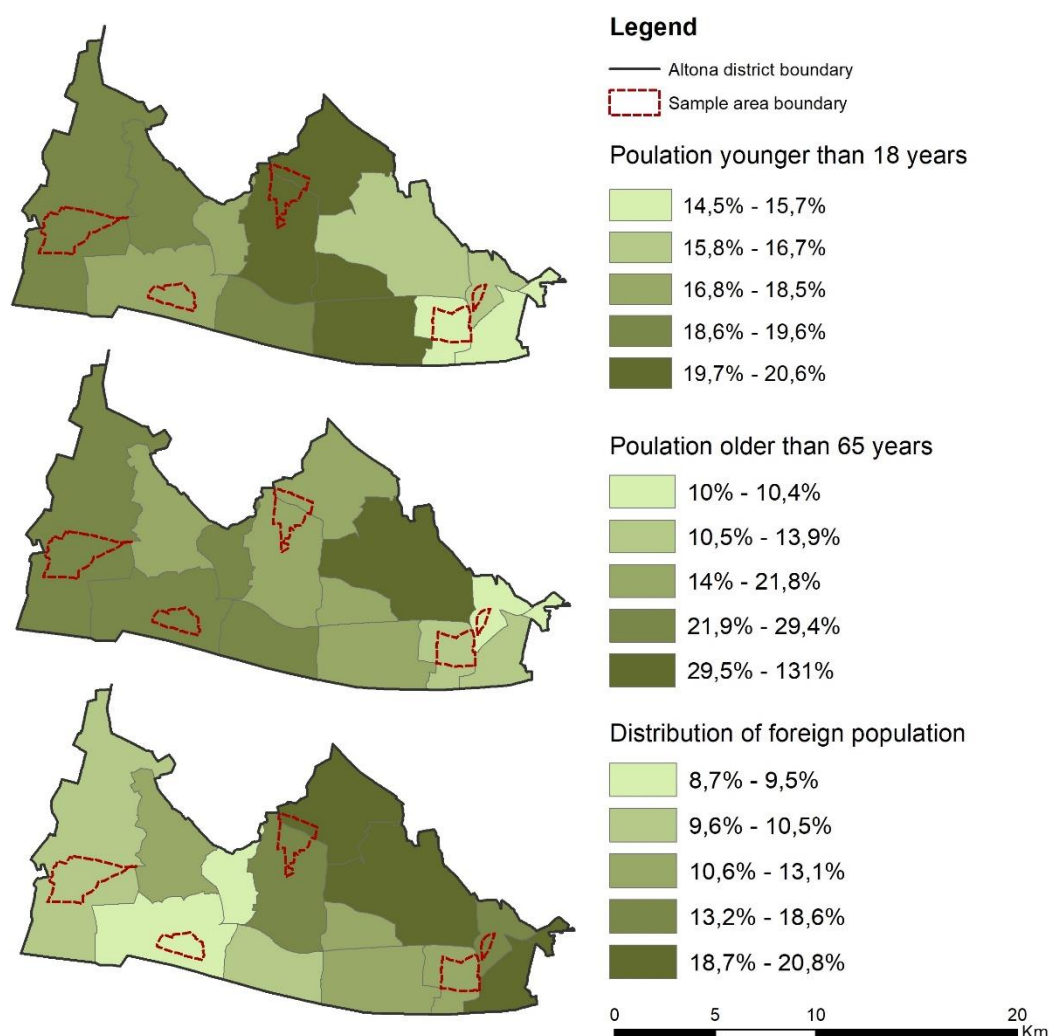 Legend
Altona district boundary
Sample area boundary
Poulation younger than 18 years
14,5% - 15,7%
15,8% - 16,7%
16,8% - 18,5%
18,6% - 19,6%
19,7% - 20,6%
Poulation older than 65 years
10% - 10,4%
10,5% - 13,9%
14% - 21,8%
21,9% - 29,4%
29,5% - 131%
Distribution of foreign population
8,7% - 9,5%
9,6% - 10,5%
10,6% - 13,1%
13,2% - 18,6%
18,7% - 20,8%
0 5 10 20
Km